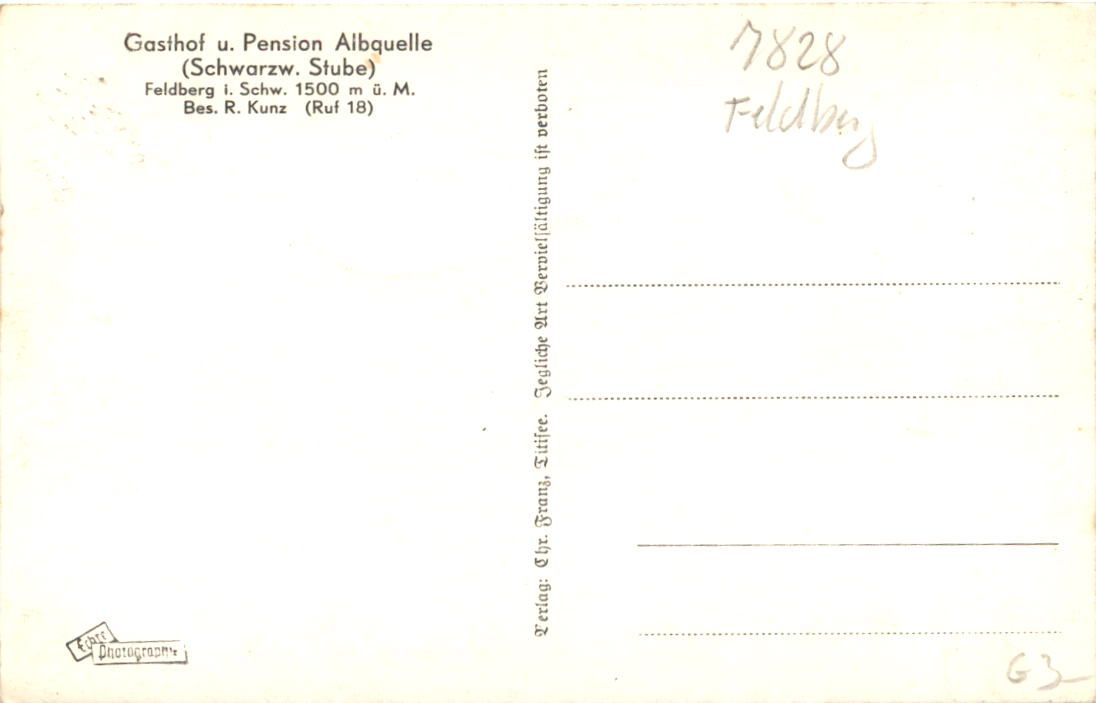 Gasthof u. Pension Albquelle
(Schwarzw. Stube)
Feldberg i. Schw. 1500 m ü. M.
Bes. R. Kunz (Ruf 18)
Verlag: Chr. Franz, Titisee. Jegliche Art Vervielfältigung ist verboten
7828
Feldberg
Echte
Photographie
G3